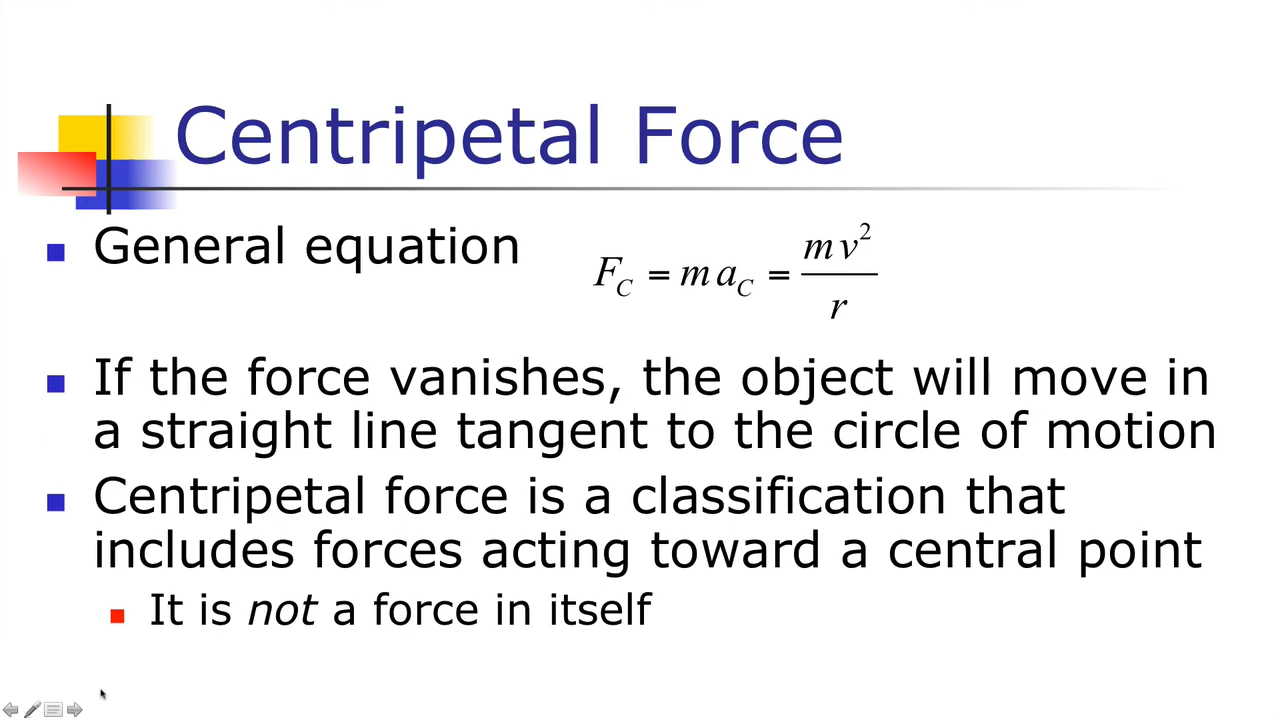 Centripetal Force
General equation
F_C = m a_C = \frac{m v^2}{r}
If the force vanishes, the object will move in
a straight line tangent to the circle of motion
Centripetal force is a classification that
includes forces acting toward a central point
It is not a force in itself